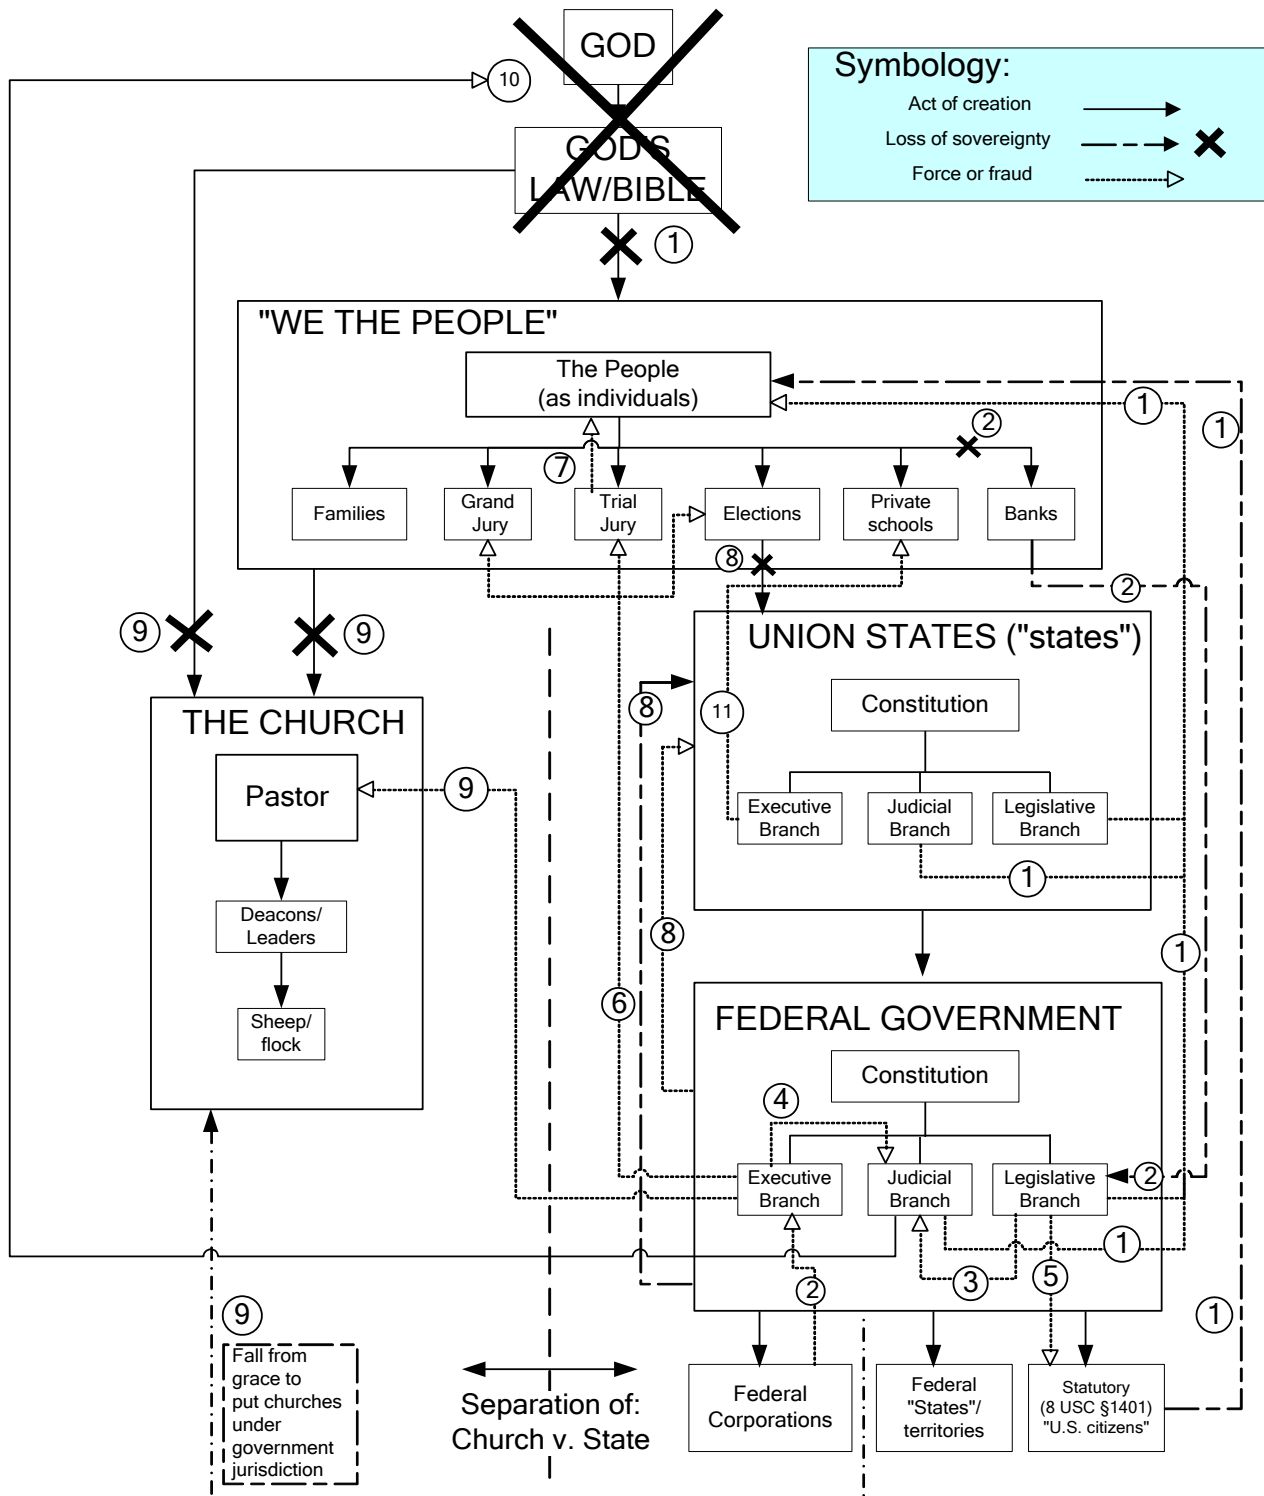 GOD
10
Symbology:
Act of creation
Loss of sovereignty
Force or fraud
GOD'S
LAW/BIBLE
1
"WE THE PEOPLE"
The People
(as individuals)
1
1
2
7
Families
Grand
Jury
Trial
Jury
Elections
Private
schools
Banks
8
2
9
9
UNION STATES ("states")
8
11
Constitution
THE CHURCH
Pastor
9
Executive
Branch
Judicial
Branch
Legislative
Branch
1
Deacons/
Leaders
8
1
6
Sheep/
flock
FEDERAL GOVERNMENT
Constitution
4
Executive
Branch
Judicial
Branch
Legislative
Branch
2
1
3
5
2
9
1
Fall from
grace to
put churches
under
government
jurisdiction
Separation of:
Church v. State
Federal
Corporations
Federal
"States"/
territories
Statutory
(8 USC §1401)
"U.S. citizens"